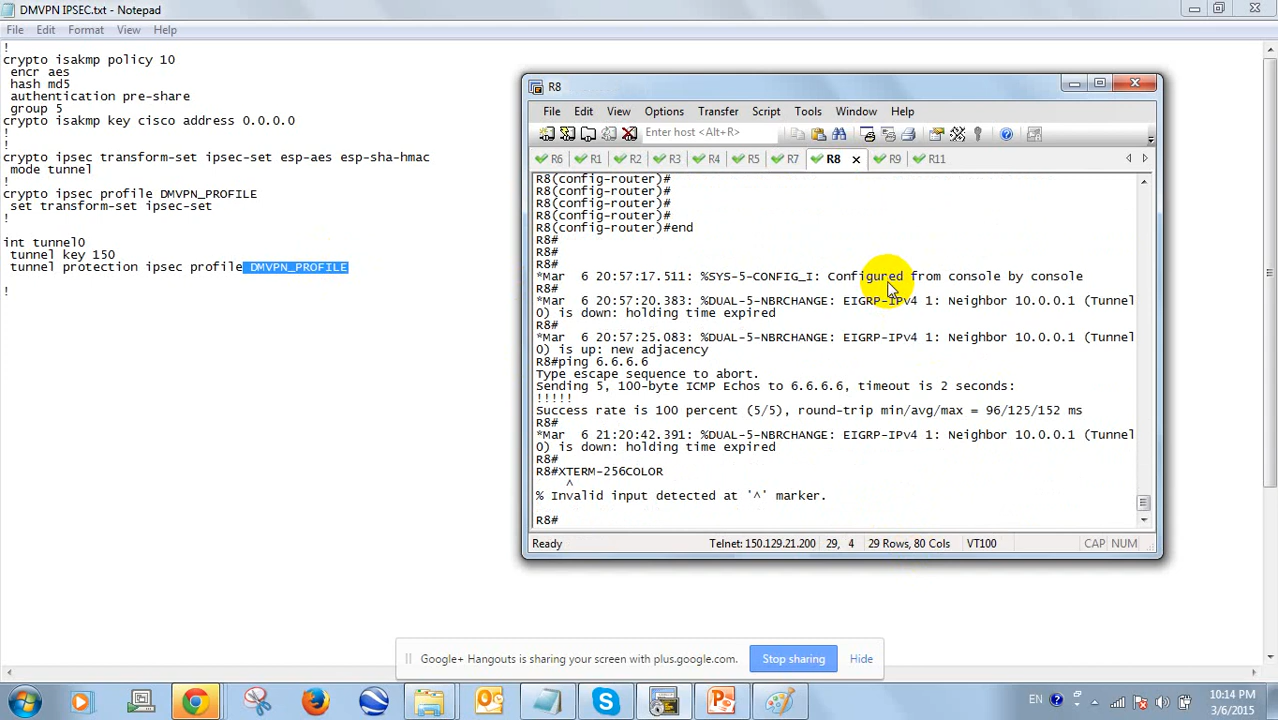 DMVPN IPSEC.txt - Notepad
File Edit Format View Help
!
crypto isakmp policy 10
encr aes
hash md5
authentication pre-share
group 5
crypto isakmp key cisco address 0.0.0.0
!
!
crypto ipsec transform-set ipsec-set esp-aes esp-sha-hmac
mode tunnel
!
crypto ipsec profile DMVPN_PROFILE
set transform-set ipsec-set
!
int tunnel0
tunnel key 150
tunnel protection ipsec profile DMVPN_PROFILE
!
R8
File Edit View Options Transfer Script Tools Window Help
Enter host <Alt+R>
R6 R1 R2 R3 R4 R5 R7 R8 R9 R11
R8(config-router)#
R8(config-router)#
R8(config-router)#
R8(config-router)#
R8(config-router)#end
R8#
R8#
R8#
*Mar  6 20:57:17.511: %SYS-5-CONFIG_I: Configured from console by console
R8#
*Mar  6 20:57:20.383: %DUAL-5-NBRCHANGE: EIGRP-IPv4 1: Neighbor 10.0.0.1 (Tunnel
0) is down: holding time expired
R8#
*Mar  6 20:57:25.083: %DUAL-5-NBRCHANGE: EIGRP-IPv4 1: Neighbor 10.0.0.1 (Tunnel
0) is up: new adjacency
R8#ping 6.6.6.6
Type escape sequence to abort.
Sending 5, 100-byte ICMP Echos to 6.6.6.6, timeout is 2 seconds:
!!!!!
Success rate is 100 percent (5/5), round-trip min/avg/max = 96/125/152 ms
R8#
*Mar  6 21:20:42.391: %DUAL-5-NBRCHANGE: EIGRP-IPv4 1: Neighbor 10.0.0.1 (Tunnel
0) is down: holding time expired
R8#
R8#XTERM-256COLOR
^
% Invalid input detected at '^' marker.
R8#
Ready Telnet: 150.129.21.200 29, 4 29 Rows, 80 Cols VT100 CAP NUM
Google+ Hangouts is sharing your screen with plus.google.com. Stop sharing Hide
EN 10:14 PM
3/6/2015